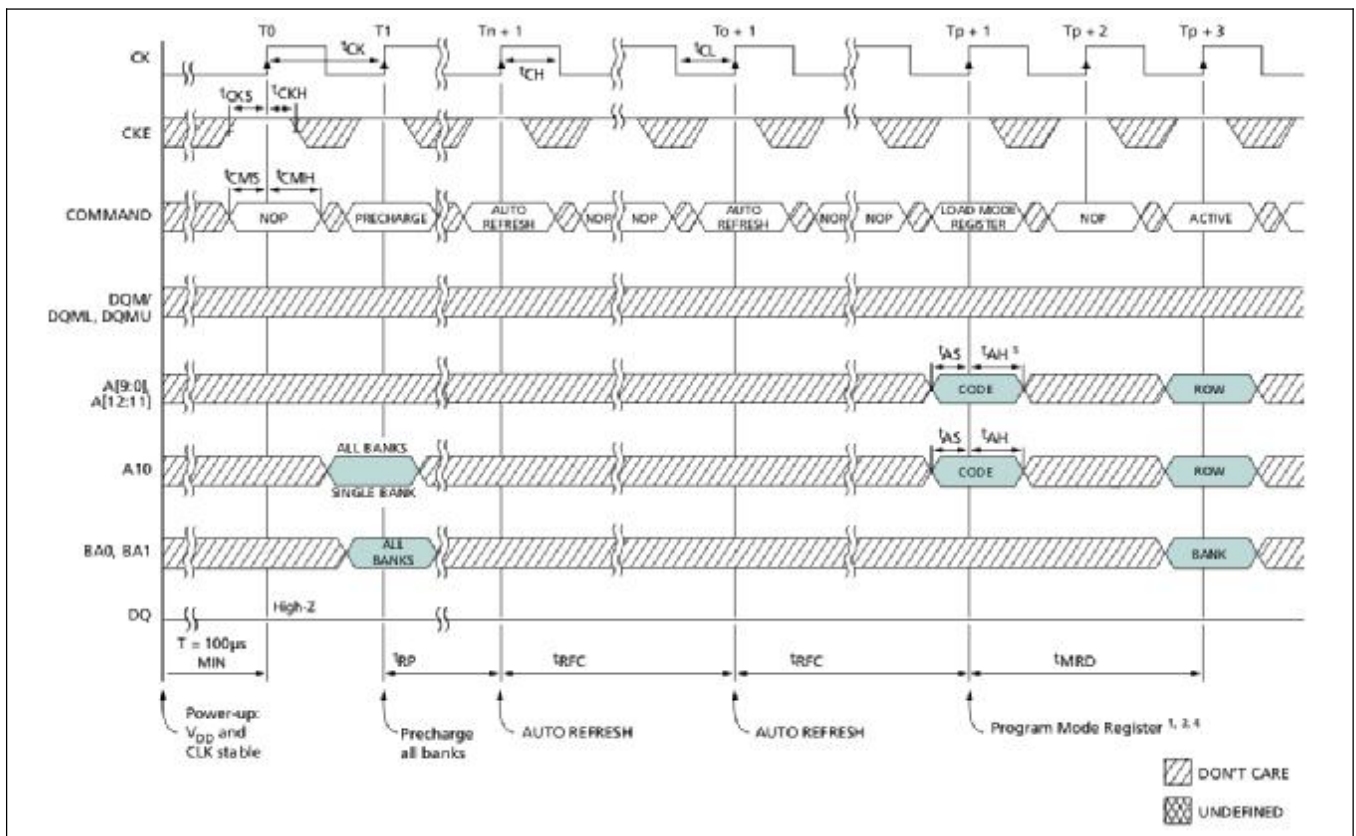 T0 T1 Tn + 1 To + 1 Tp + 1 Tp + 2 Tp + 3
CK tCK tCH tCL
tCKS tCKH
CKE
tCMS tCMH
COMMAND NOP PRECHARGE AUTO REFRESH NOP NOP AUTO REFRESH NOP NOP LOAD MODE REGISTER NOP ACTIVE
DQM/
DQML, DQMU
tAS tAH 5
A[9:0],
A[12:11] CODE ROW
ALL BANKS tAS tAH
A10 CODE ROW
SINGLE BANK
BA0, BA1 ALL BANKS BANK
DQ High-Z
T = 100µs
MIN tRP tRFC tRFC tMRD
Power-up:
VDD and
CLK stable
Precharge
all banks
AUTO REFRESH
AUTO REFRESH
Program Mode Register
DON'T CARE
UNDEFINED